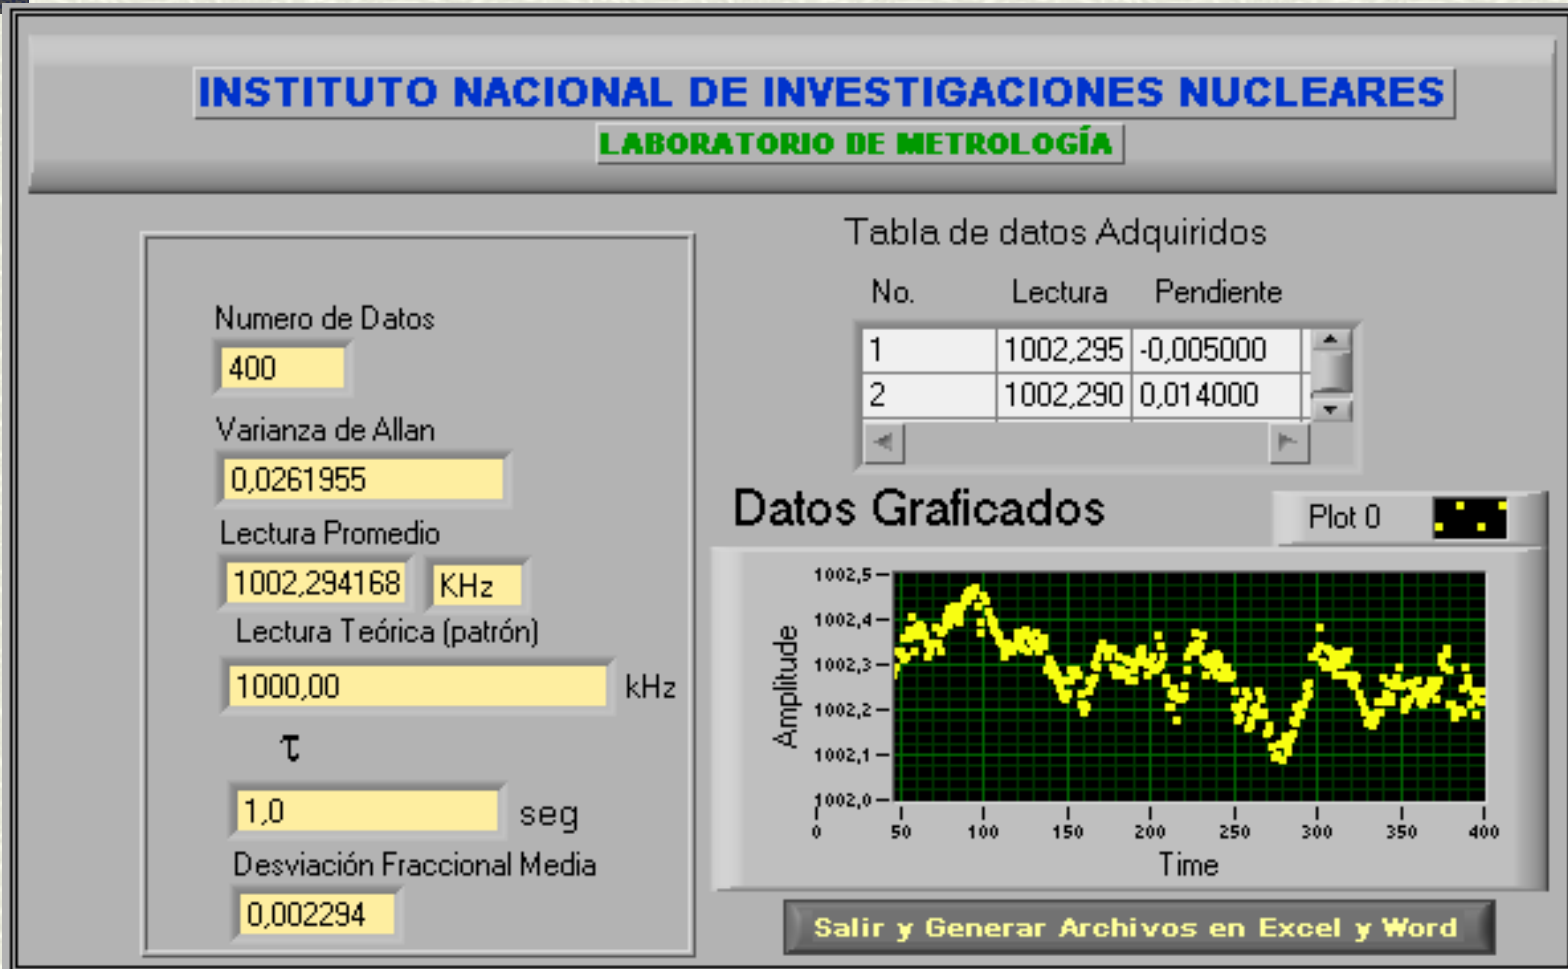 INSTITUTO NACIONAL DE INVESTIGACIONES NUCLEARES
LABORATORIO DE METROLOGÍA
Numero de Datos
400
Varianza de Allan
0,0261955
Lectura Promedio
1002,294168 KHz
Lectura Teórica (patrón)
1000,00 kHz
τ
1,0 seg
Desviación Fraccional Media
0,002294
Tabla de datos Adquiridos
No. Lectura Pendiente
1 1002,295 -0,005000
2 1002,290 0,014000
Datos Graficados
Plot 0
Amplitude
1002,5
1002,4
1002,3
1002,2
1002,1
1002,0
0 50 100 150 200 250 300 350 400
Time
Salir y Generar Archivos en Excel y Word